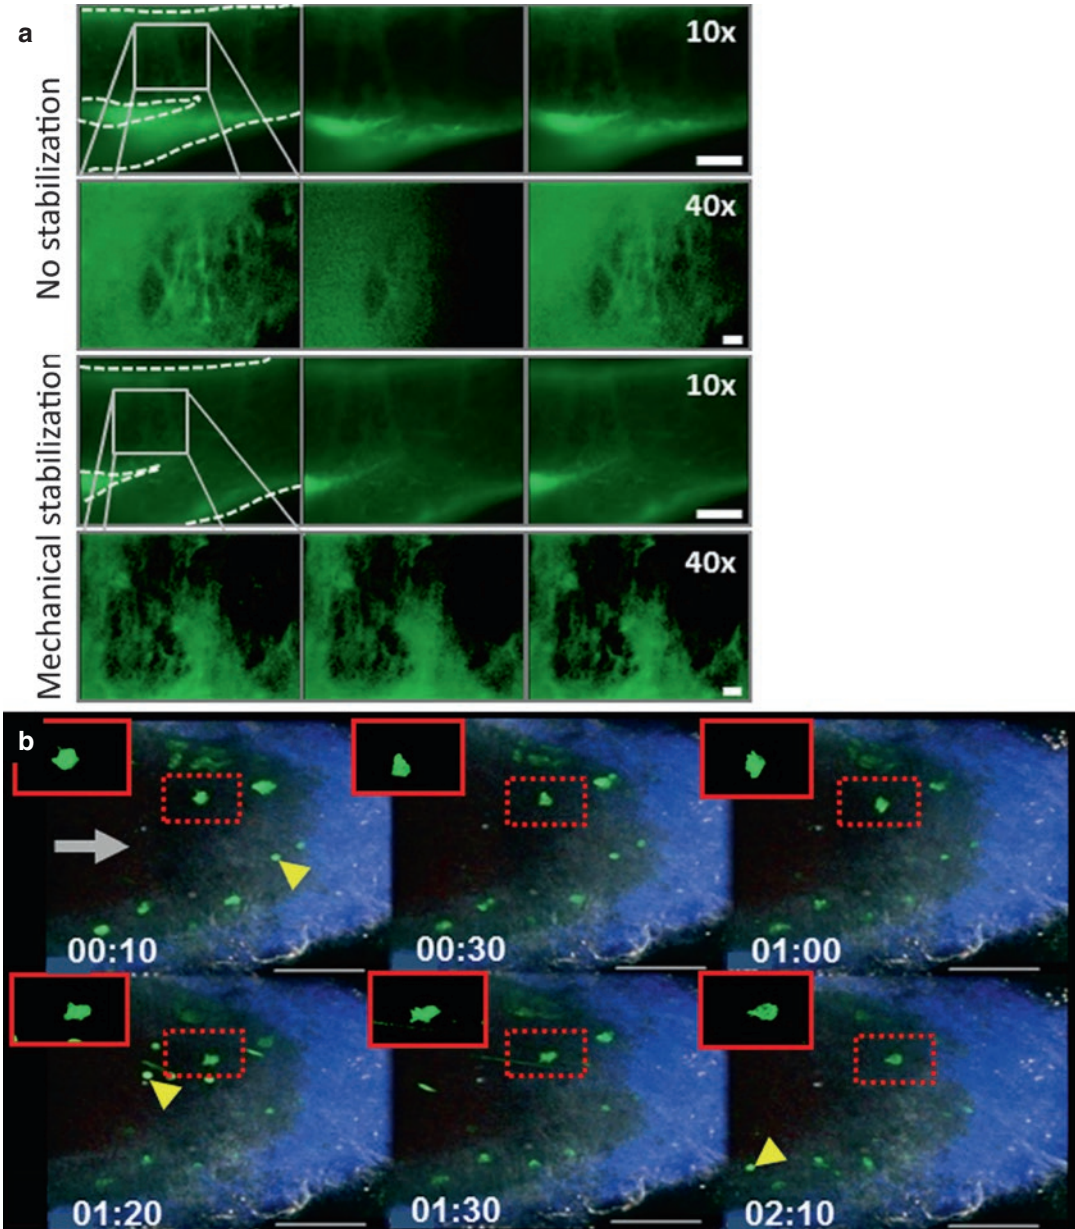 a
No stabilization
10x
40x
Mechanical stabilization
10x
40x
b
00:10
00:30
01:00
01:20
01:30
02:10